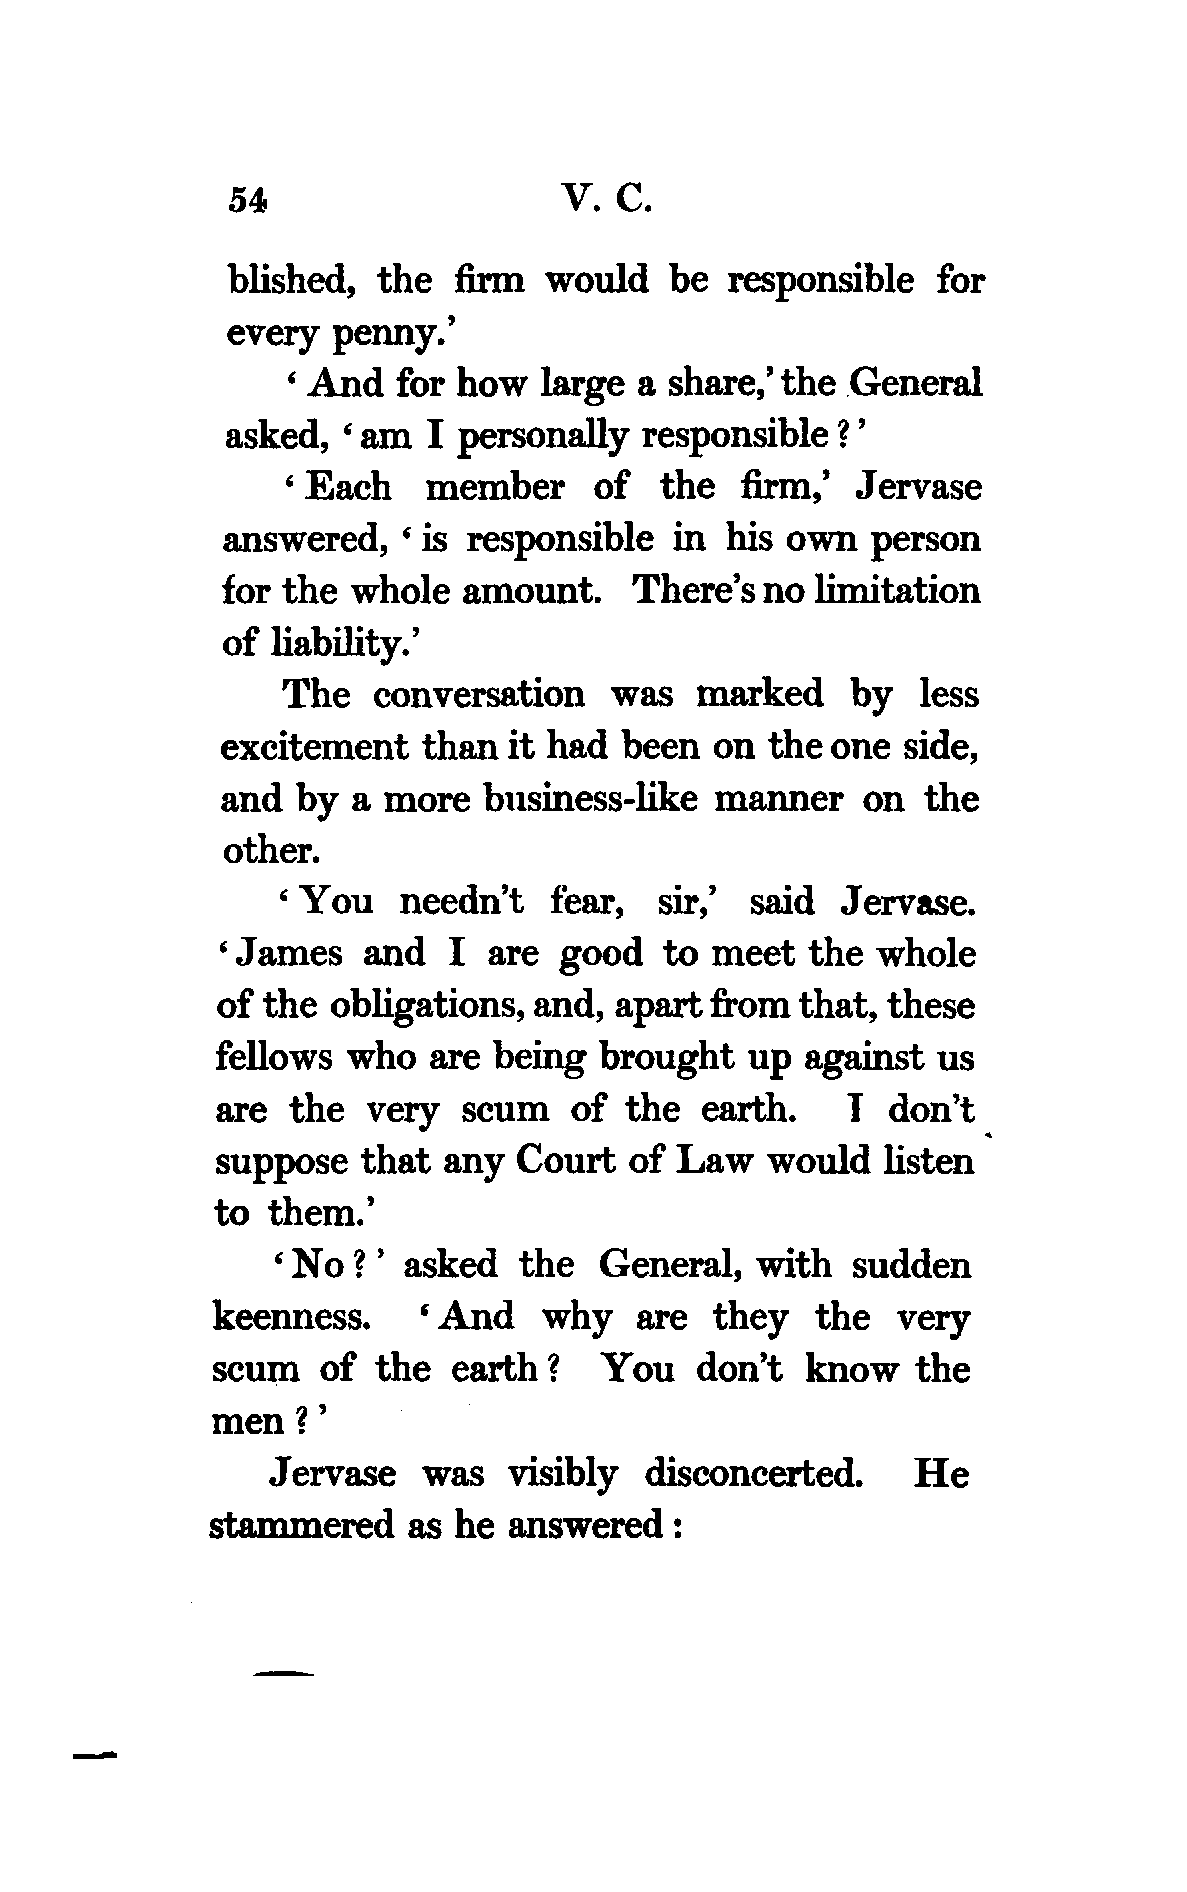 54 V. C.
blished, the firm would be responsible for
every penny.’
‘ And for how large a share,’ the General
asked, ‘ am I personally responsible ? ’
‘ Each member of the firm,’ Jervase
answered, ‘ is responsible in his own person
for the whole amount. There’s no limitation
of liability.’
The conversation was marked by less
excitement than it had been on the one side,
and by a more business-like manner on the
other.
‘ You needn’t fear, sir,’ said Jervase.
‘ James and I are good to meet the whole
of the obligations, and, apart from that, these
fellows who are being brought up against us
are the very scum of the earth. I don’t
suppose that any Court of Law would listen
to them.’
‘ No ? ’ asked the General, with sudden
keenness. ‘ And why are they the very
scum of the earth ? You don’t know the
men ? ’
Jervase was visibly disconcerted. He
stammered as he answered :